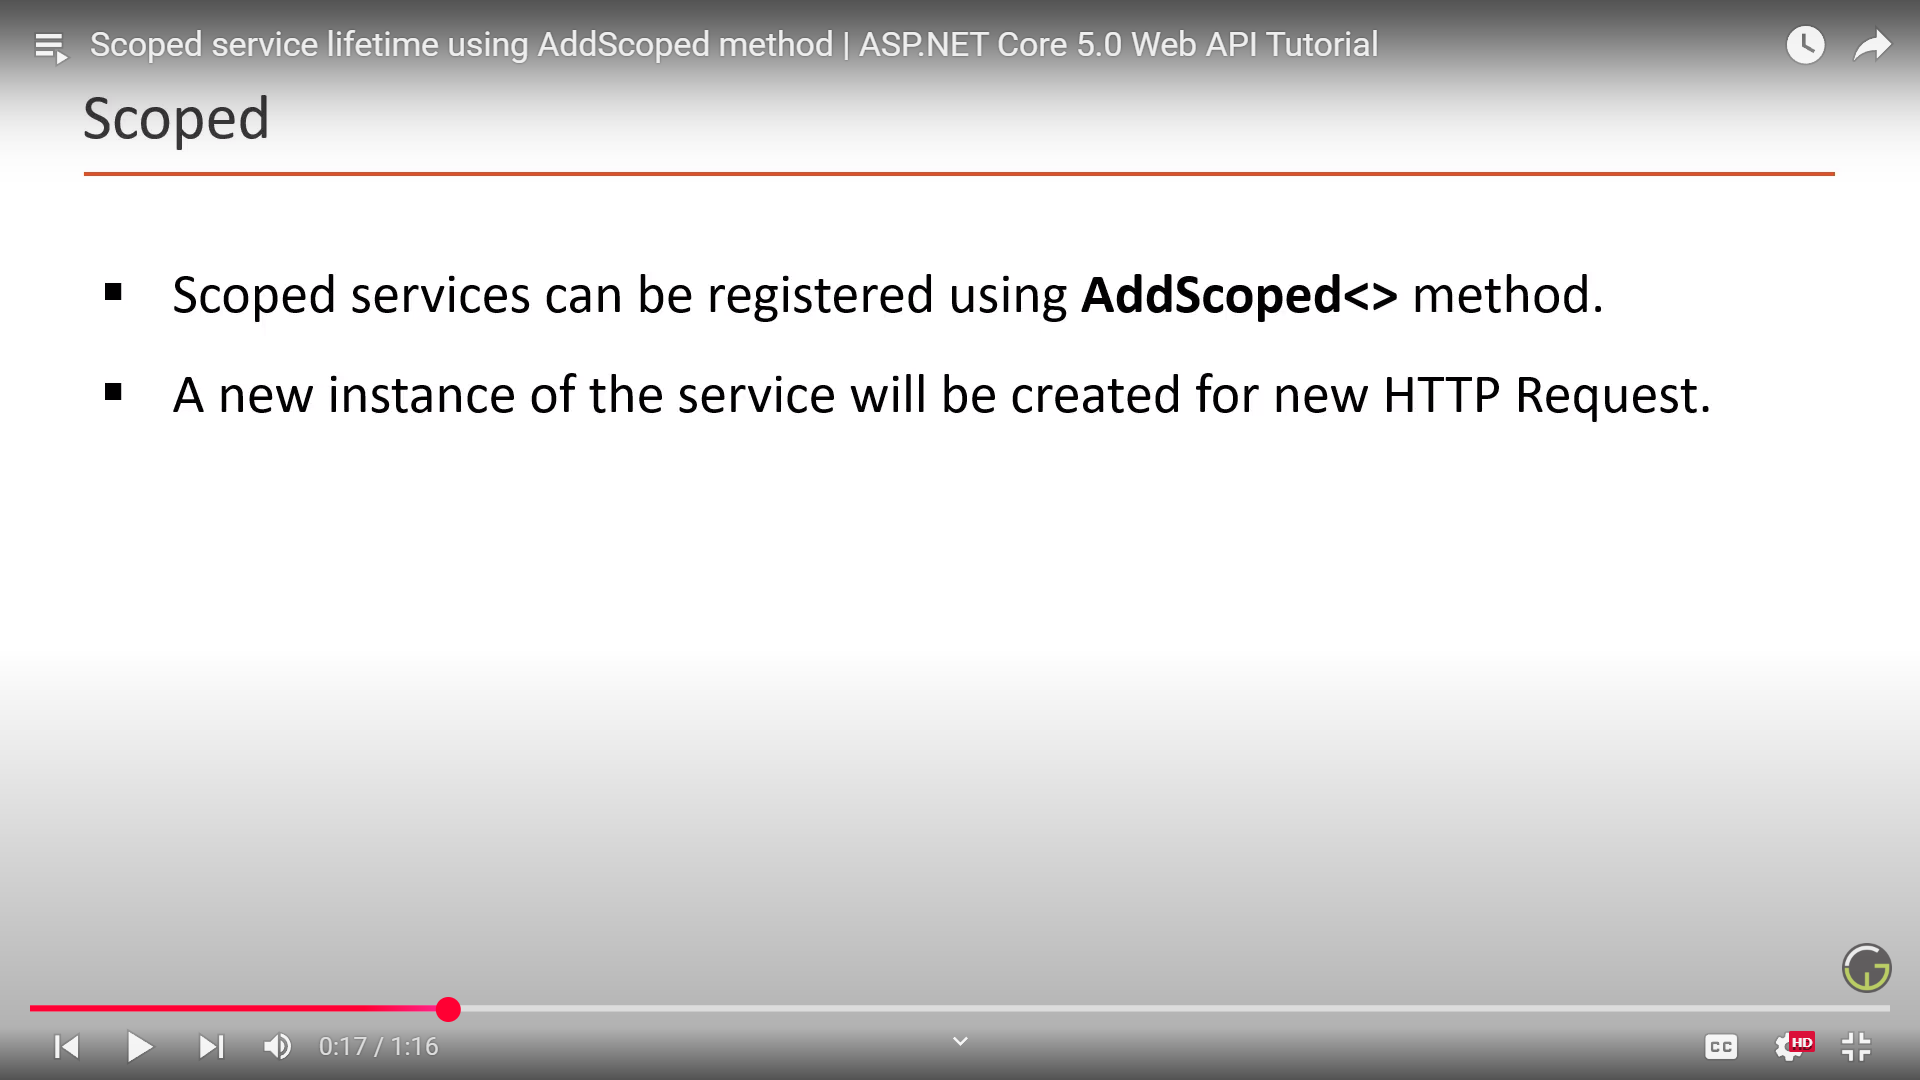 Scoped service lifetime using AddScoped method | ASP.NET Core 5.0 Web API Tutorial
Scoped
Scoped services can be registered using AddScoped<> method.
A new instance of the service will be created for new HTTP Request.
0:17 / 1:16
CC
HD